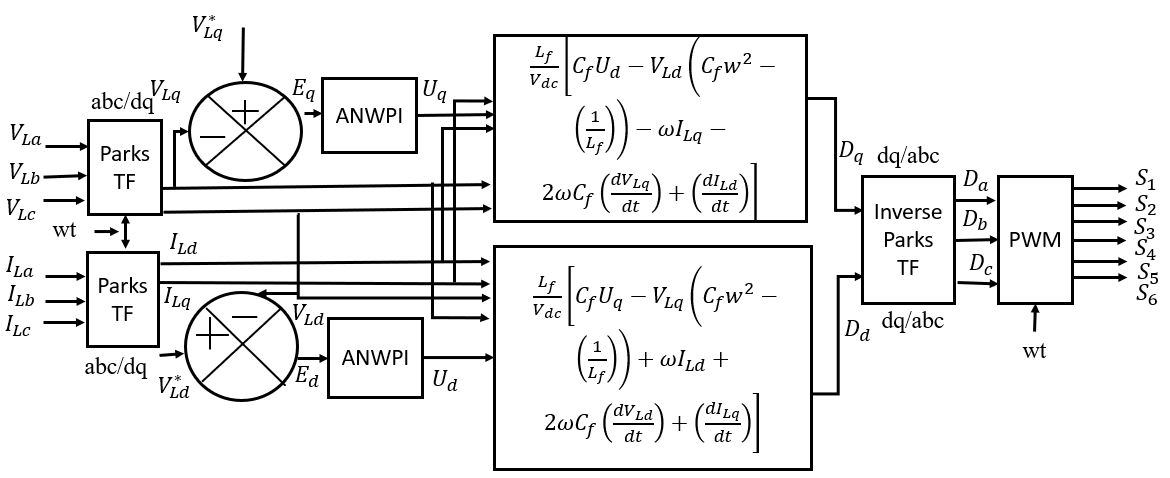 V*Lq
abc/dq
VLq
Eq
ANWPI
Uq
VLa
VLb
VLc
Parks
TF
+
−
wt
Lf/Vdc [CfUd − VLd (Cfw² −
(1/Lf)) − ωILq −
2ωCf (dVLq/dt) + (dILd/dt)]
Dq
dq/abc
Inverse
Parks
TF
Da
Db
Dc
PWM
S1
S2
S3
S4
S5
S6
wt
dq/abc
ILa
ILb
ILc
Parks
TF
ILd
ILq
abc/dq
V*Ld
+
−
VLd
Ed
ANWPI
Ud
Lf/Vdc [CfUq − VLq (Cfw² −
(1/Lf)) + ωILd +
2ωCf (dVLd/dt) + (dILq/dt)]
Dd